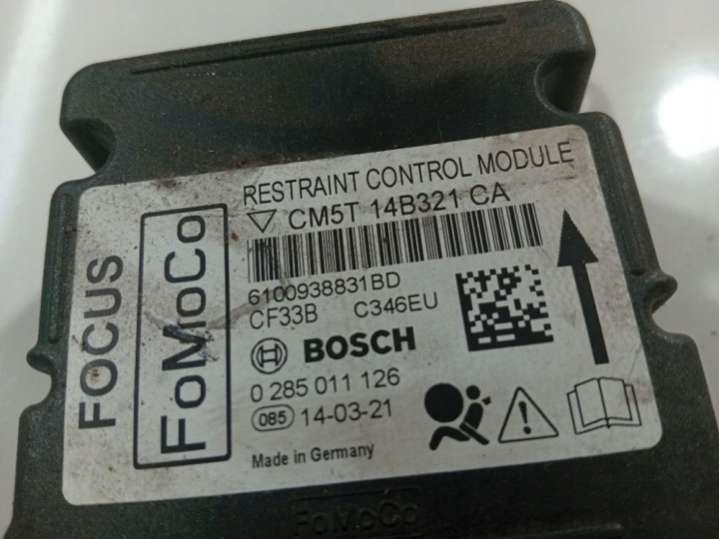 RESTRAINT CONTROL MODULE
CM5T 14B321 CA
6100938831BD
CF33B C346EU
BOSCH
0 285 011 126
085 14-03-21
Made in Germany
FOCUS
FoMoCo
FoMoCo